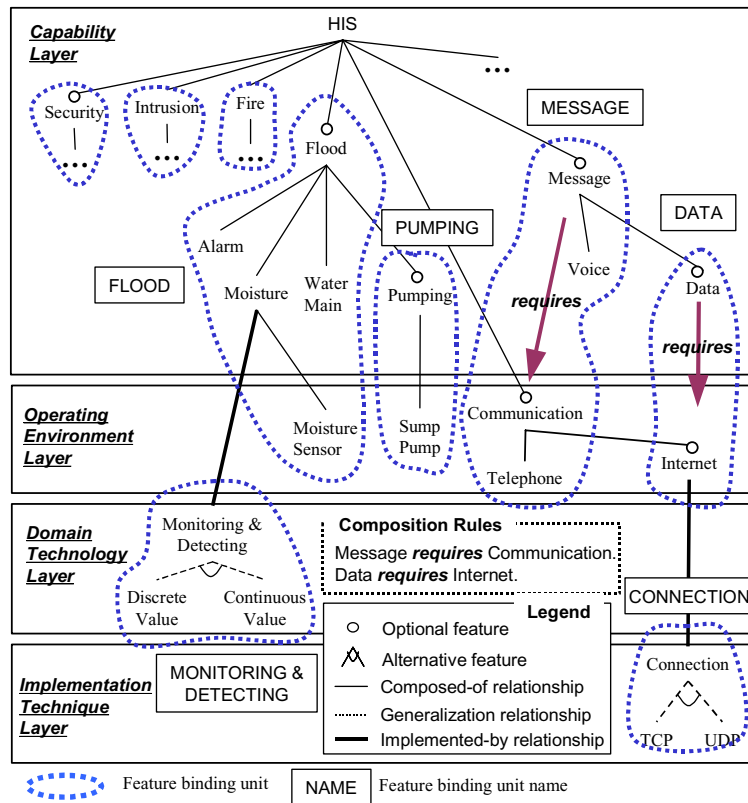 HIS
Capability
Layer
...
Security
Intrusion
Fire
...
...
...
MESSAGE
Flood
Message
PUMPING
DATA
Alarm
Voice
FLOOD
Moisture
Water
Main
Pumping
Data
requires
requires
Operating
Environment
Layer
Communication
Moisture
Sensor
Sump
Pump
Telephone
Internet
Domain
Technology
Layer
Monitoring &
Detecting
Composition Rules
Message requires Communication.
Data requires Internet.
Discrete
Value
Continuous
Value
CONNECTION
Legend
Optional feature
Alternative feature
Composed-of relationship
Generalization relationship
Implemented-by relationship
Implementation
Technique
Layer
MONITORING &
DETECTING
Connection
TCP
UDP
Feature binding unit
NAME
Feature binding unit name